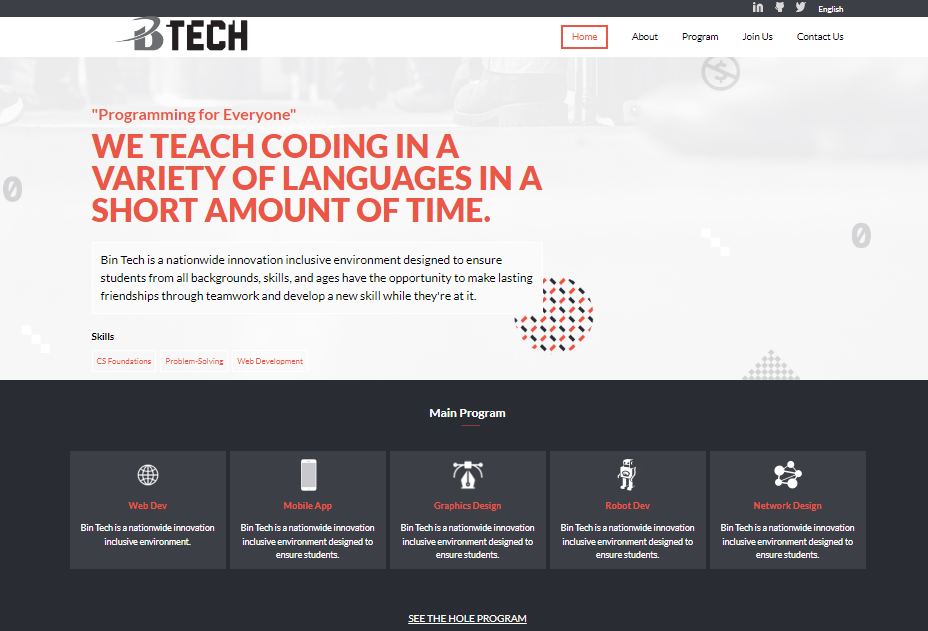 English
BTECH
Home About Program Join Us Contact Us
"Programming for Everyone"
WE TEACH CODING IN A
VARIETY OF LANGUAGES IN A
SHORT AMOUNT OF TIME.
Bin Tech is a nationwide innovation inclusive environment designed to ensure
students from all backgrounds, skills, and ages have the opportunity to make lasting
friendships through teamwork and develop a new skill while they're at it.
Skills
CS Foundations Problem-Solving Web Development
Main Program
Web Dev
Bin Tech is a nationwide innovation
inclusive environment.
Mobile App
Bin Tech is a nationwide innovation
inclusive environment designed to
ensure students.
Graphics Design
Bin Tech is a nationwide innovation
inclusive environment designed to
ensure students.
Robot Dev
Bin Tech is a nationwide innovation
inclusive environment designed to
ensure students.
Network Design
Bin Tech is a nationwide innovation
inclusive environment designed to
ensure students.
SEE THE HOLE PROGRAM